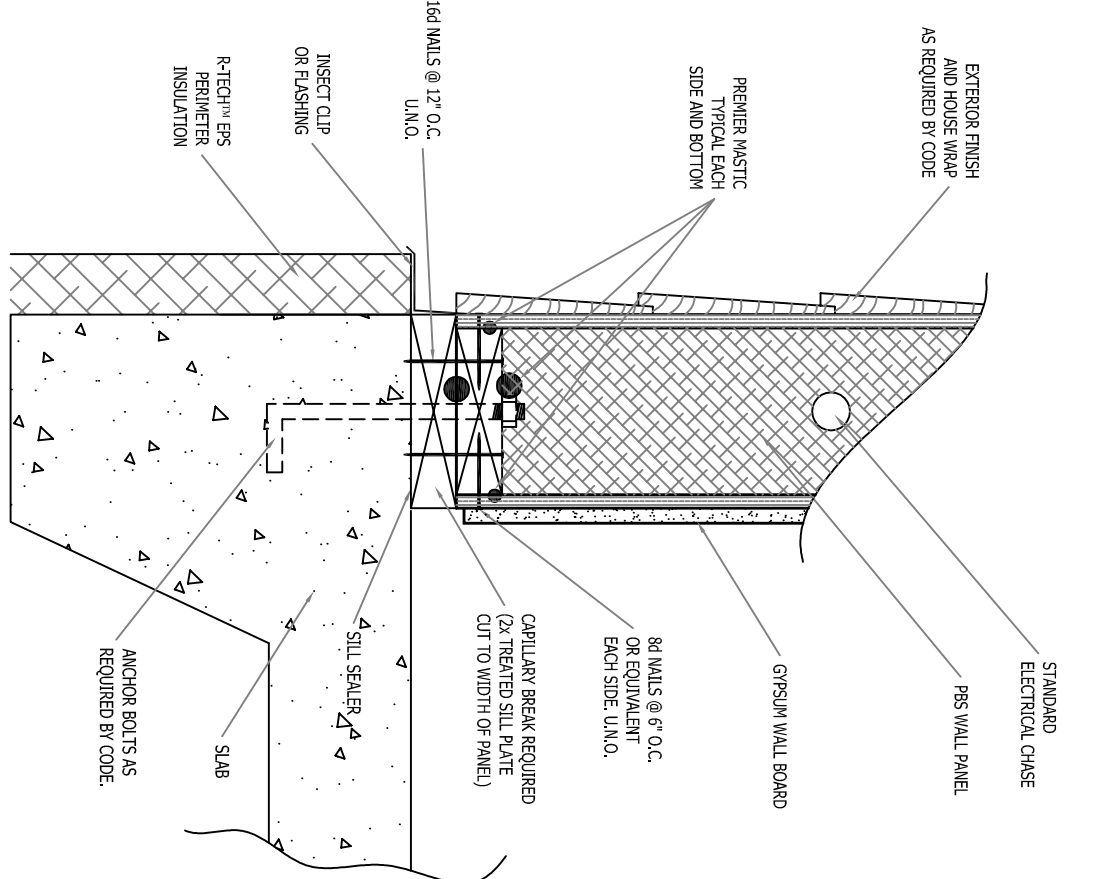 EXTERIOR FINISH
AND HOUSE WRAP
AS REQUIRED BY CODE
PREMIER MASTIC
TYPICAL EACH
SIDE AND BOTTOM
16d NAILS @ 12" O.C.
U.N.O.
INSECT CLIP
OR FLASHING
R-TECH™ EPS
PERIMETER
INSULATION
STANDARD
ELECTRICAL CHASE
PBS WALL PANEL
GYPSUM WALL BOARD
8d NAILS @ 6" O.C.
OR EQUIVALENT
EACH SIDE. U.N.O.
CAPILLARY BREAK REQUIRED
(2x TREATED SILL PLATE
CUT TO WIDTH OF PANEL)
SILL SEALER
SLAB
ANCHOR BOLTS AS
REQUIRED BY CODE.